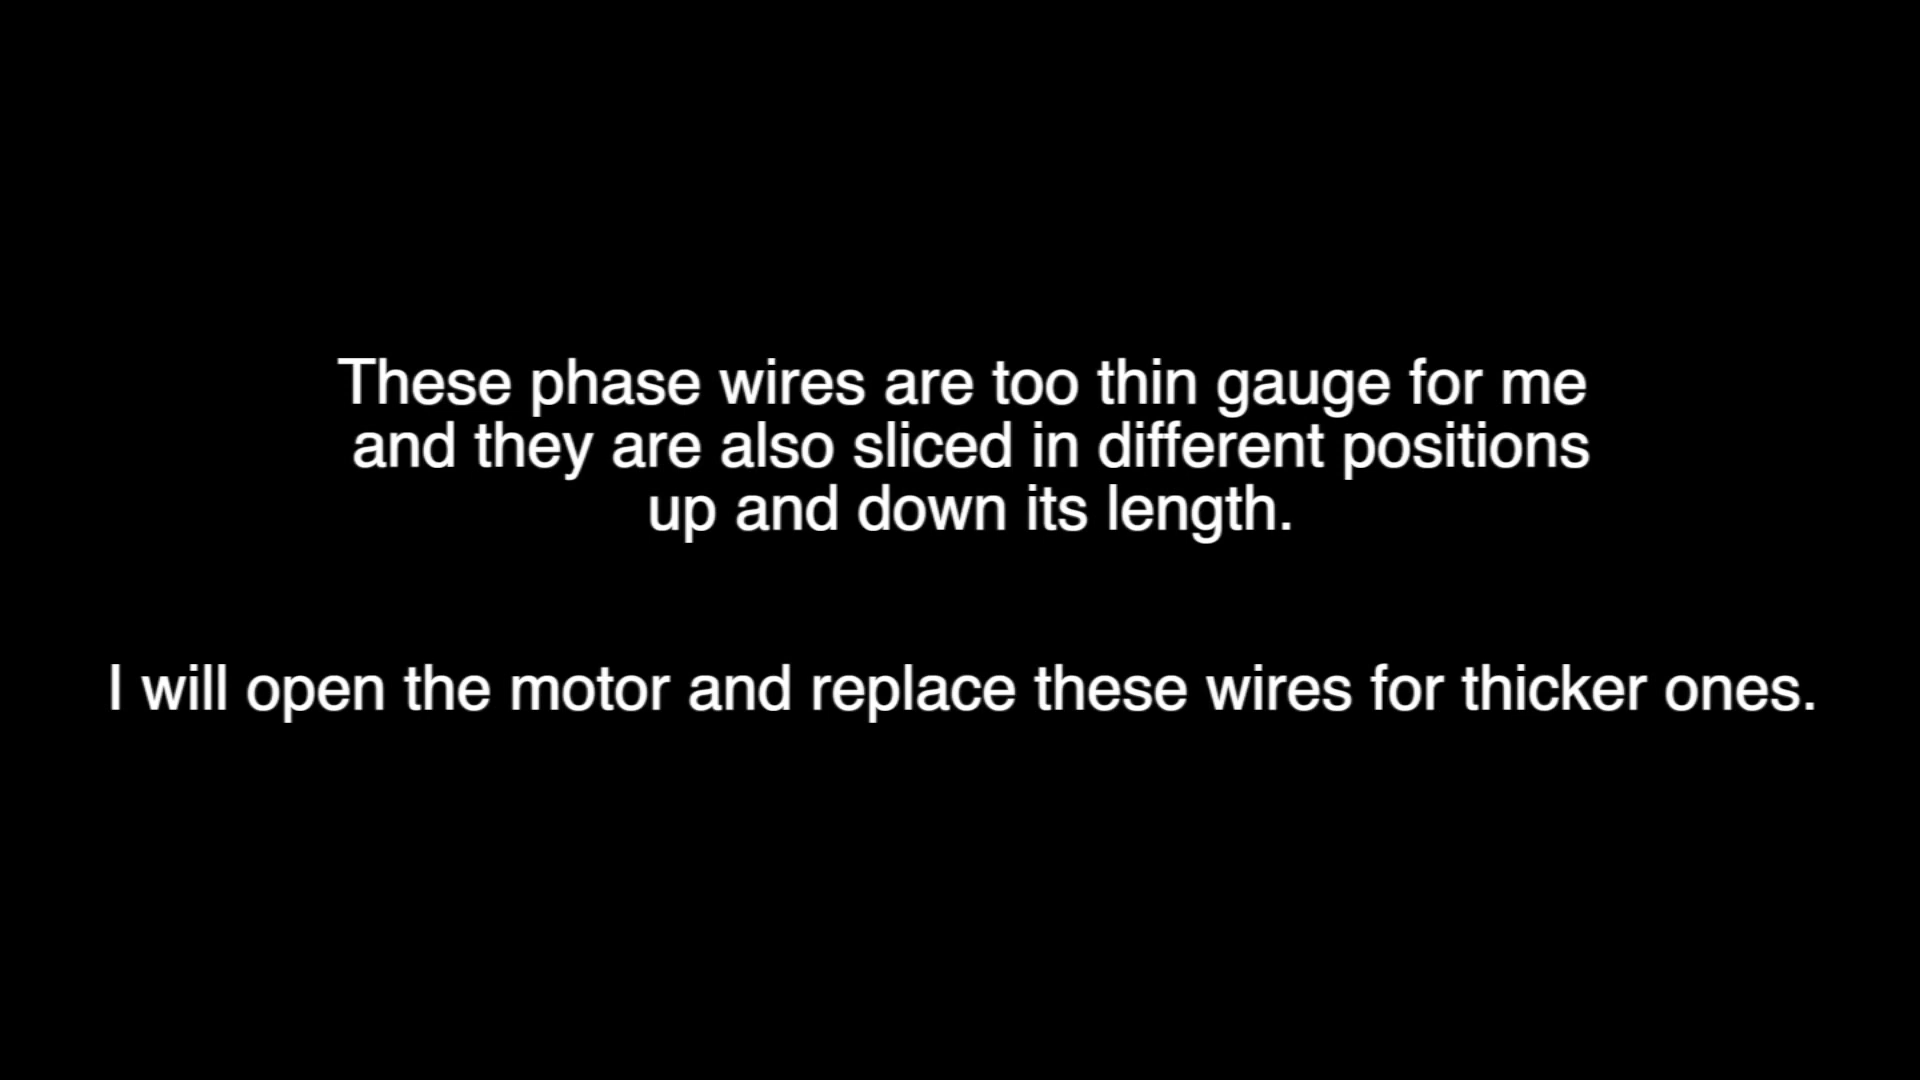 These phase wires are too thin gauge for me
and they are also sliced in different positions
up and down its length.
I will open the motor and replace these wires for thicker ones.